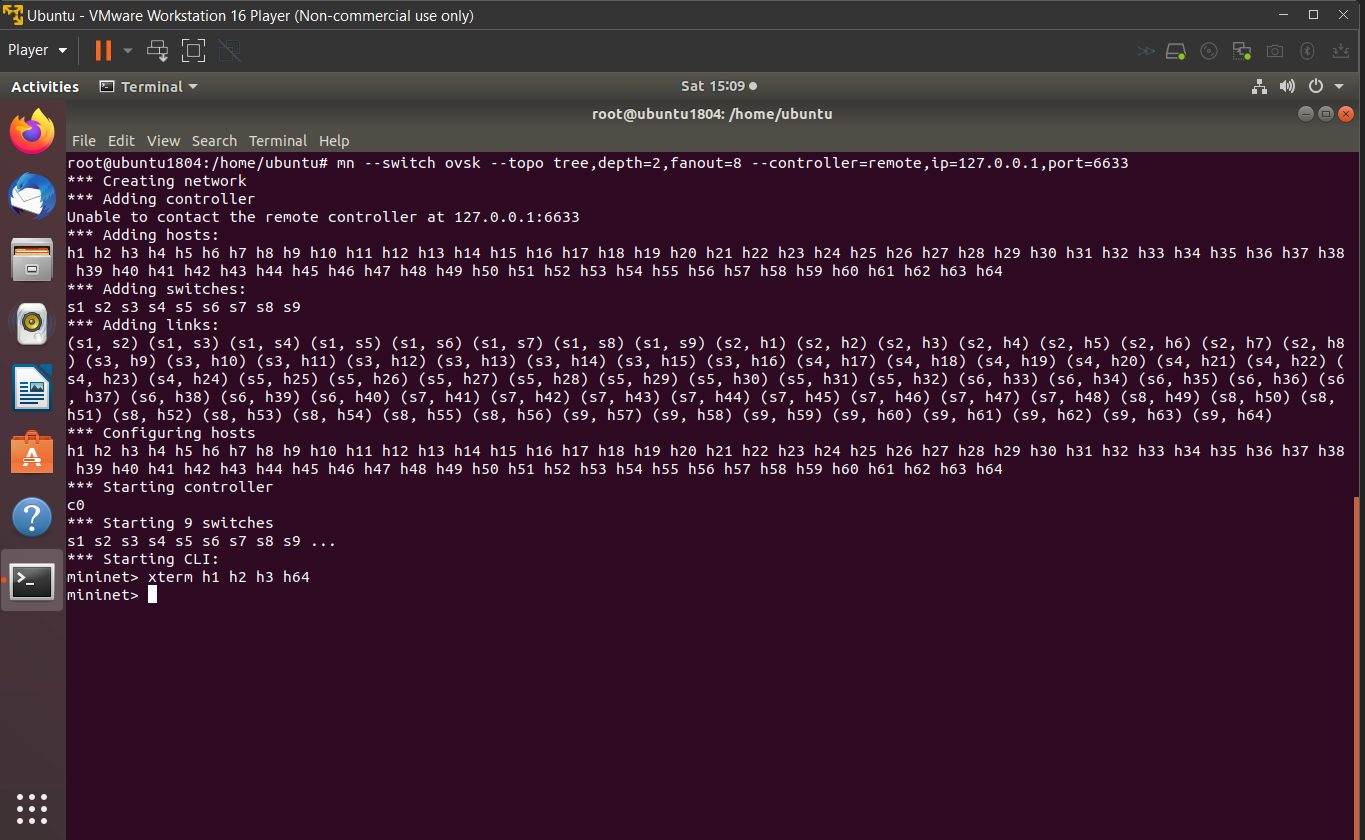 Ubuntu - VMware Workstation 16 Player (Non-commercial use only)
Player
Activities Terminal Sat 15:09
root@ubuntu1804: /home/ubuntu
File Edit View Search Terminal Help
root@ubuntu1804:/home/ubuntu# mn --switch ovsk --topo tree,depth=2,fanout=8 --controller=remote,ip=127.0.0.1,port=6633
*** Creating network
*** Adding controller
Unable to contact the remote controller at 127.0.0.1:6633
*** Adding hosts:
h1 h2 h3 h4 h5 h6 h7 h8 h9 h10 h11 h12 h13 h14 h15 h16 h17 h18 h19 h20 h21 h22 h23 h24 h25 h26 h27 h28 h29 h30 h31 h32 h33 h34 h35 h36 h37 h38
h39 h40 h41 h42 h43 h44 h45 h46 h47 h48 h49 h50 h51 h52 h53 h54 h55 h56 h57 h58 h59 h60 h61 h62 h63 h64
*** Adding switches:
s1 s2 s3 s4 s5 s6 s7 s8 s9
*** Adding links:
(s1, s2) (s1, s3) (s1, s4) (s1, s5) (s1, s6) (s1, s7) (s1, s8) (s1, s9) (s2, h1) (s2, h2) (s2, h3) (s2, h4) (s2, h5) (s2, h6) (s2, h7) (s2, h8
) (s3, h9) (s3, h10) (s3, h11) (s3, h12) (s3, h13) (s3, h14) (s3, h15) (s3, h16) (s4, h17) (s4, h18) (s4, h19) (s4, h20) (s4, h21) (s4, h22) (
s4, h23) (s4, h24) (s5, h25) (s5, h26) (s5, h27) (s5, h28) (s5, h29) (s5, h30) (s5, h31) (s5, h32) (s6, h33) (s6, h34) (s6, h35) (s6, h36) (s6
, h37) (s6, h38) (s6, h39) (s6, h40) (s7, h41) (s7, h42) (s7, h43) (s7, h44) (s7, h45) (s7, h46) (s7, h47) (s7, h48) (s8, h49) (s8, h50) (s8,
h51) (s8, h52) (s8, h53) (s8, h54) (s8, h55) (s8, h56) (s9, h57) (s9, h58) (s9, h59) (s9, h60) (s9, h61) (s9, h62) (s9, h63) (s9, h64)
*** Configuring hosts
h1 h2 h3 h4 h5 h6 h7 h8 h9 h10 h11 h12 h13 h14 h15 h16 h17 h18 h19 h20 h21 h22 h23 h24 h25 h26 h27 h28 h29 h30 h31 h32 h33 h34 h35 h36 h37 h38
h39 h40 h41 h42 h43 h44 h45 h46 h47 h48 h49 h50 h51 h52 h53 h54 h55 h56 h57 h58 h59 h60 h61 h62 h63 h64
*** Starting controller
c0
*** Starting 9 switches
s1 s2 s3 s4 s5 s6 s7 s8 s9 ...
*** Starting CLI:
mininet> xterm h1 h2 h3 h64
mininet>